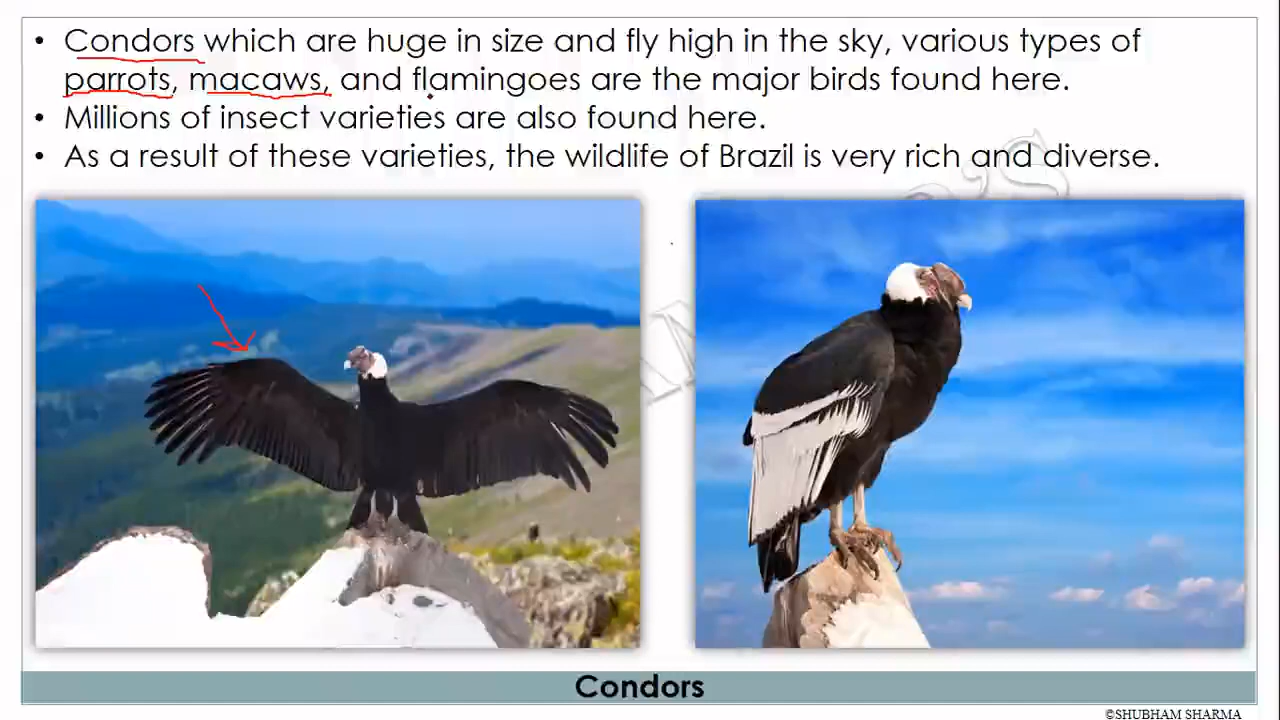 • Condors which are huge in size and fly high in the sky, various types of
parrots, macaws, and flamingoes are the major birds found here.
• Millions of insect varieties are also found here.
• As a result of these varieties, the wildlife of Brazil is very rich and diverse.
Condors
©SHUBHAM SHARMA